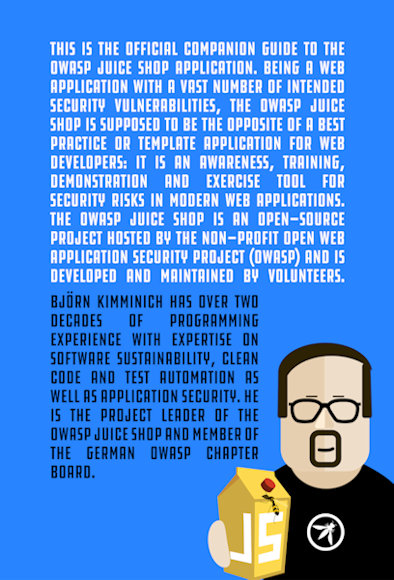 THIS IS THE OFFICIAL COMPANION GUIDE TO THE
OWASP JUICE SHOP APPLICATION. BEING A WEB
APPLICATION WITH A VAST NUMBER OF INTENDED
SECURITY VULNERABILITIES, THE OWASP JUICE
SHOP IS SUPPOSED TO BE THE OPPOSITE OF A BEST
PRACTICE OR TEMPLATE APPLICATION FOR WEB
DEVELOPERS: IT IS AN AWARENESS, TRAINING,
DEMONSTRATION AND EXERCISE TOOL FOR
SECURITY RISKS IN MODERN WEB APPLICATIONS.
THE OWASP JUICE SHOP IS AN OPEN-SOURCE
PROJECT HOSTED BY THE NON-PROFIT OPEN WEB
APPLICATION SECURITY PROJECT (OWASP) AND IS
DEVELOPED AND MAINTAINED BY VOLUNTEERS.
BJÖRN KIMMINICH HAS OVER TWO
DECADES OF PROGRAMMING
EXPERIENCE WITH EXPERTISE ON
SOFTWARE SUSTAINABILITY, CLEAN
CODE AND TEST AUTOMATION AS
WELL AS APPLICATION SECURITY. HE
IS THE PROJECT LEADER OF THE
OWASP JUICE SHOP AND MEMBER OF
THE GERMAN OWASP CHAPTER
BOARD.
JS